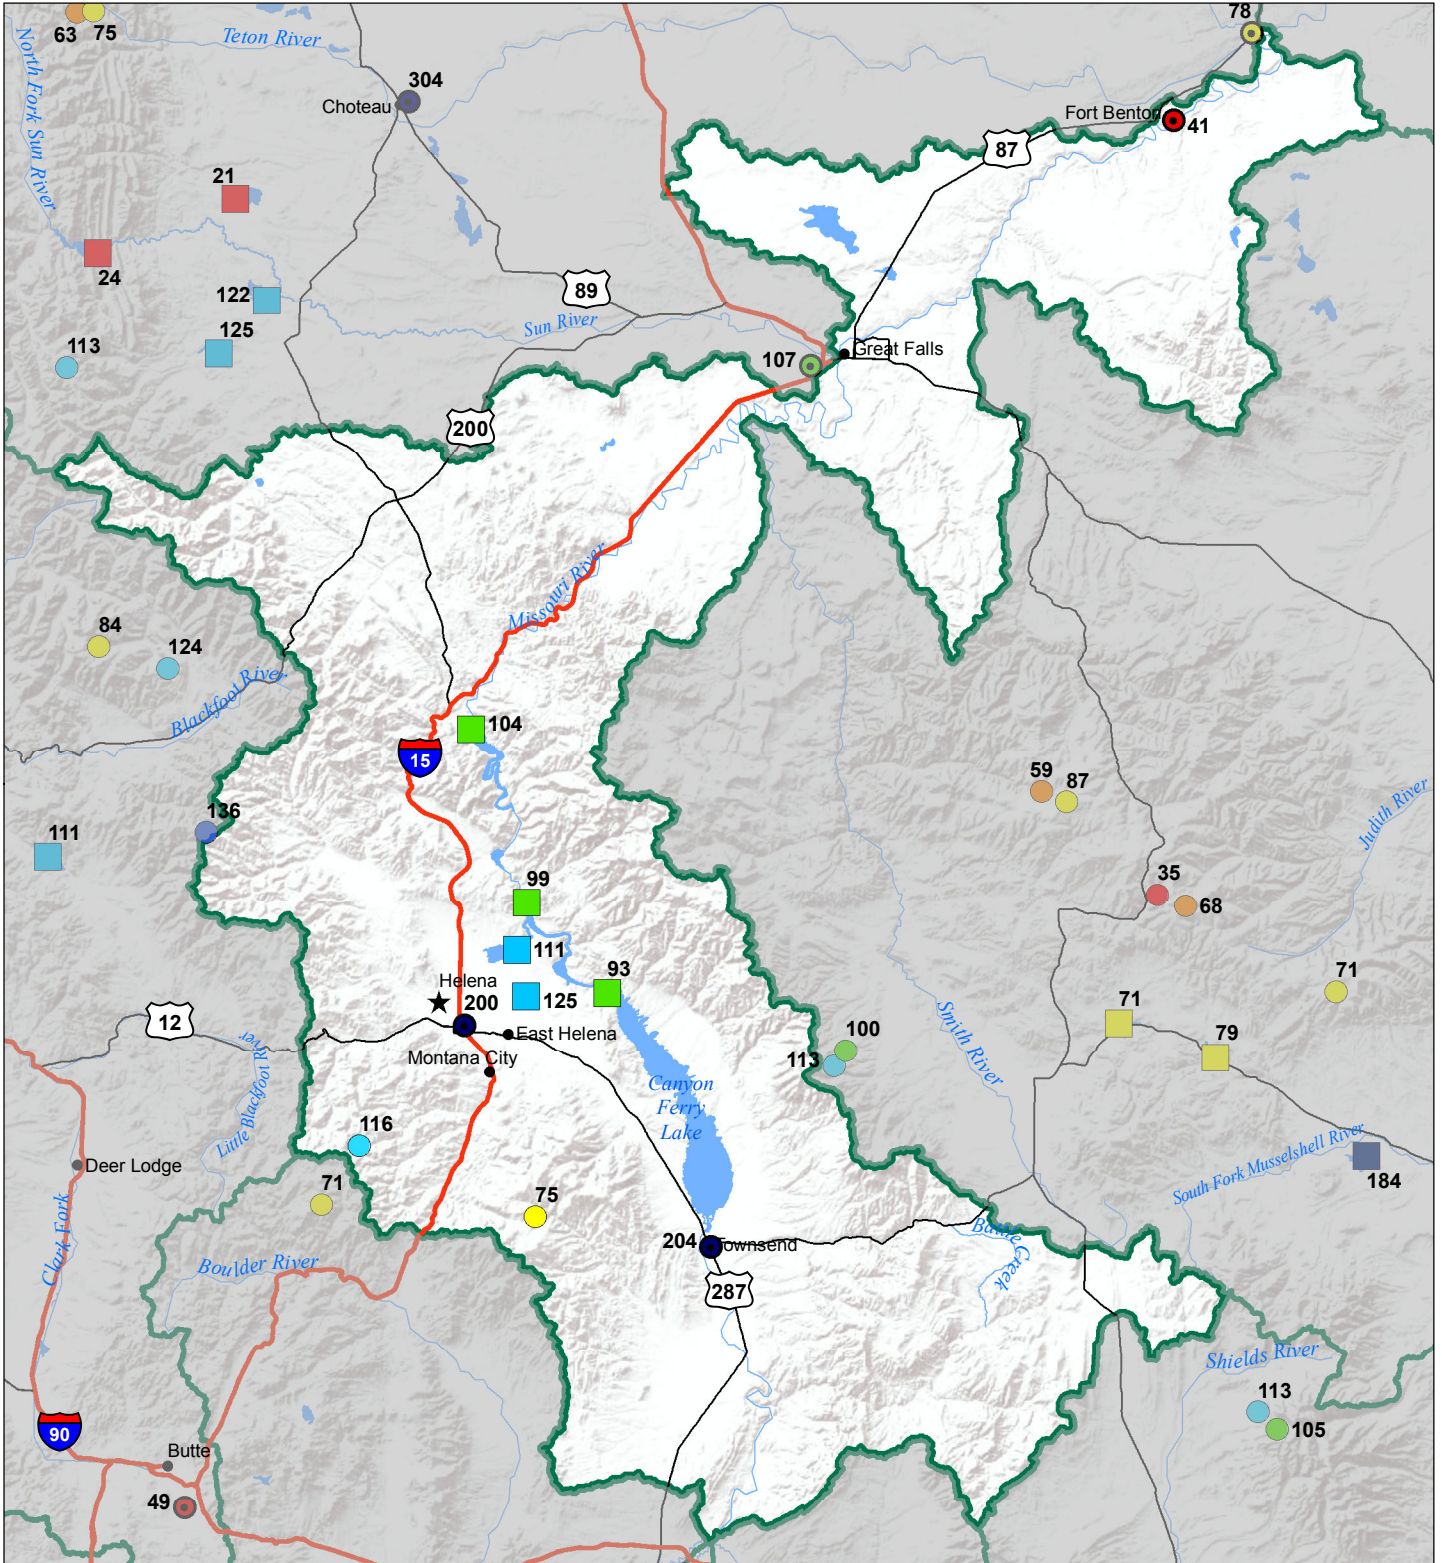 63
75
Teton River
78
North Fork Sun River
304
Choteau
Fort Benton
41
87
21
24
122
89
125
Sun River
113
107
Great Falls
200
Missouri River
84
124
Blackfoot River
104
15
59
87
136
111
Judith River
99
35
68
111
93
71
Helena
200
125
12
East Helena
Smith River
71
100
79
113
Montana City
Little Blackfoot River
Canyon
Ferry
Lake
116
Deer Lodge
South Fork Musselshell River
184
71
75
Clark Fork
Battle Creek
204
Townsend
Boulder River
287
Shields River
113
105
90
Butte
49